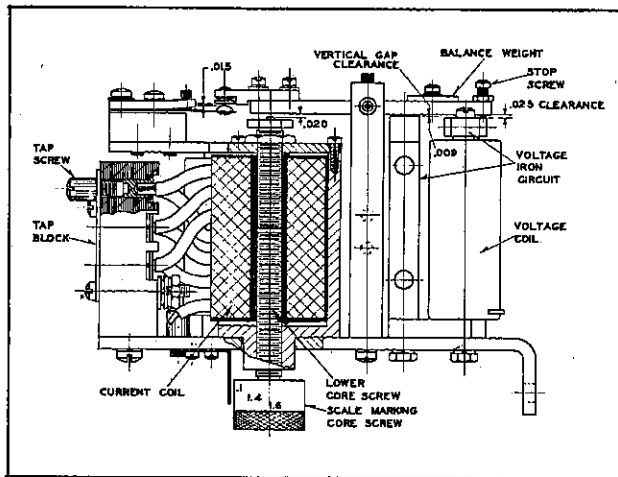 .015
VERTICAL GAP
CLEARANCE
BALANCE WEIGHT
STOP
SCREW
.025 CLEARANCE
.020
.009
VOLTAGE
IRON
CIRCUIT
TAP
SCREW
TAP
BLOCK
VOLTAGE
COIL
CURRENT COIL
LOWER
CORE SCREW
SCALE MARKING
CORE SCREW
.1
1.4
1.6